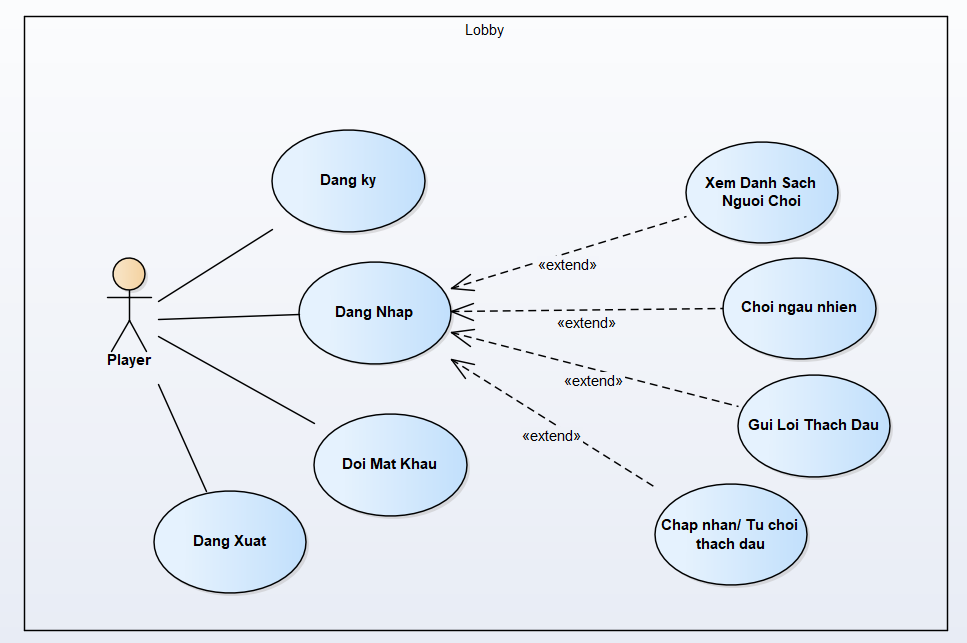 Lobby
Dang ky
Xem Danh Sach
Nguoi Choi
«extend»
Dang Nhap
Choi ngau nhien
«extend»
Player
«extend»
Gui Loi Thach Dau
«extend»
Doi Mat Khau
Chap nhan/ Tu choi
thach dau
Dang Xuat